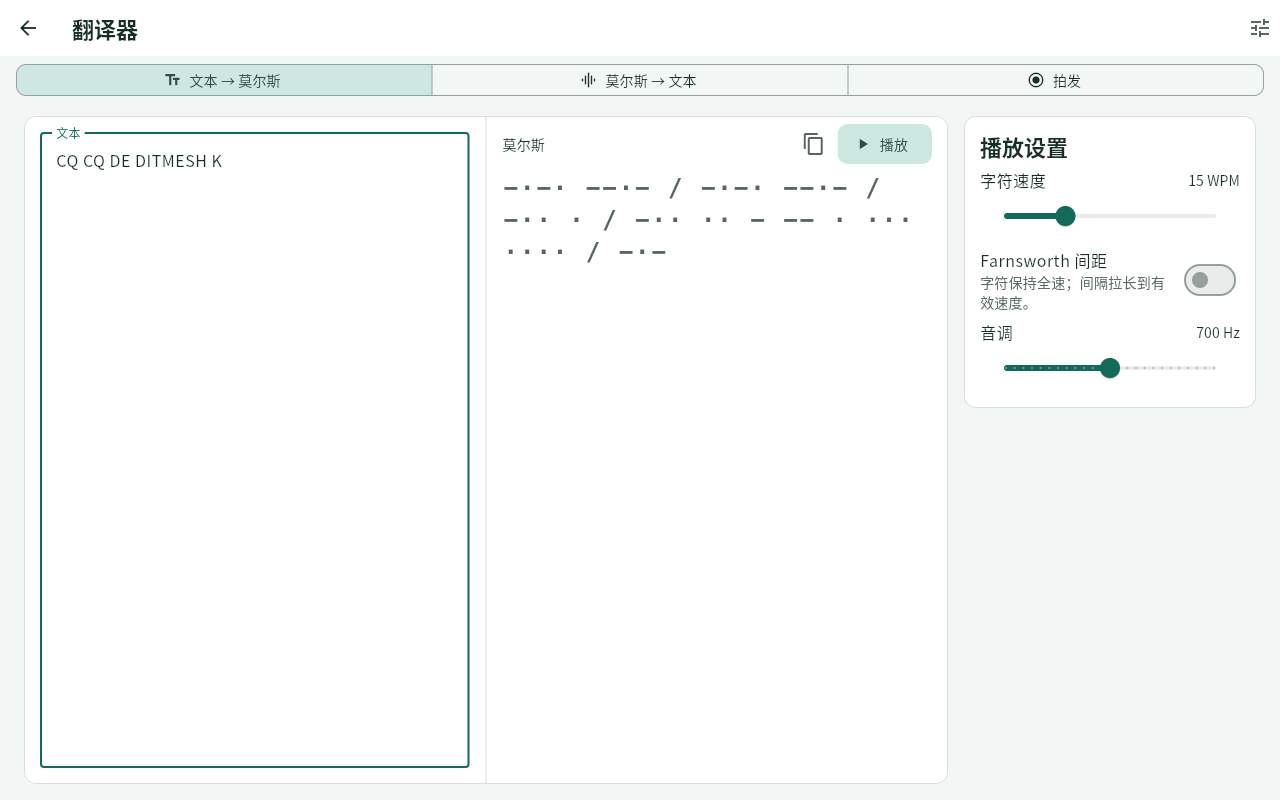 翻译器
文本 → 莫尔斯
莫尔斯 → 文本
拍发
文本
CQ CQ DE DITMESH K
莫尔斯
播放
−·−· −−·− / −·−· −−·− /
−·· · / −·· ·· − −− · ···
···· / −·−
播放设置
字符速度 15 WPM
Farnsworth 间距
字符保持全速；间隔拉长到有
效速度。
音调 700 Hz